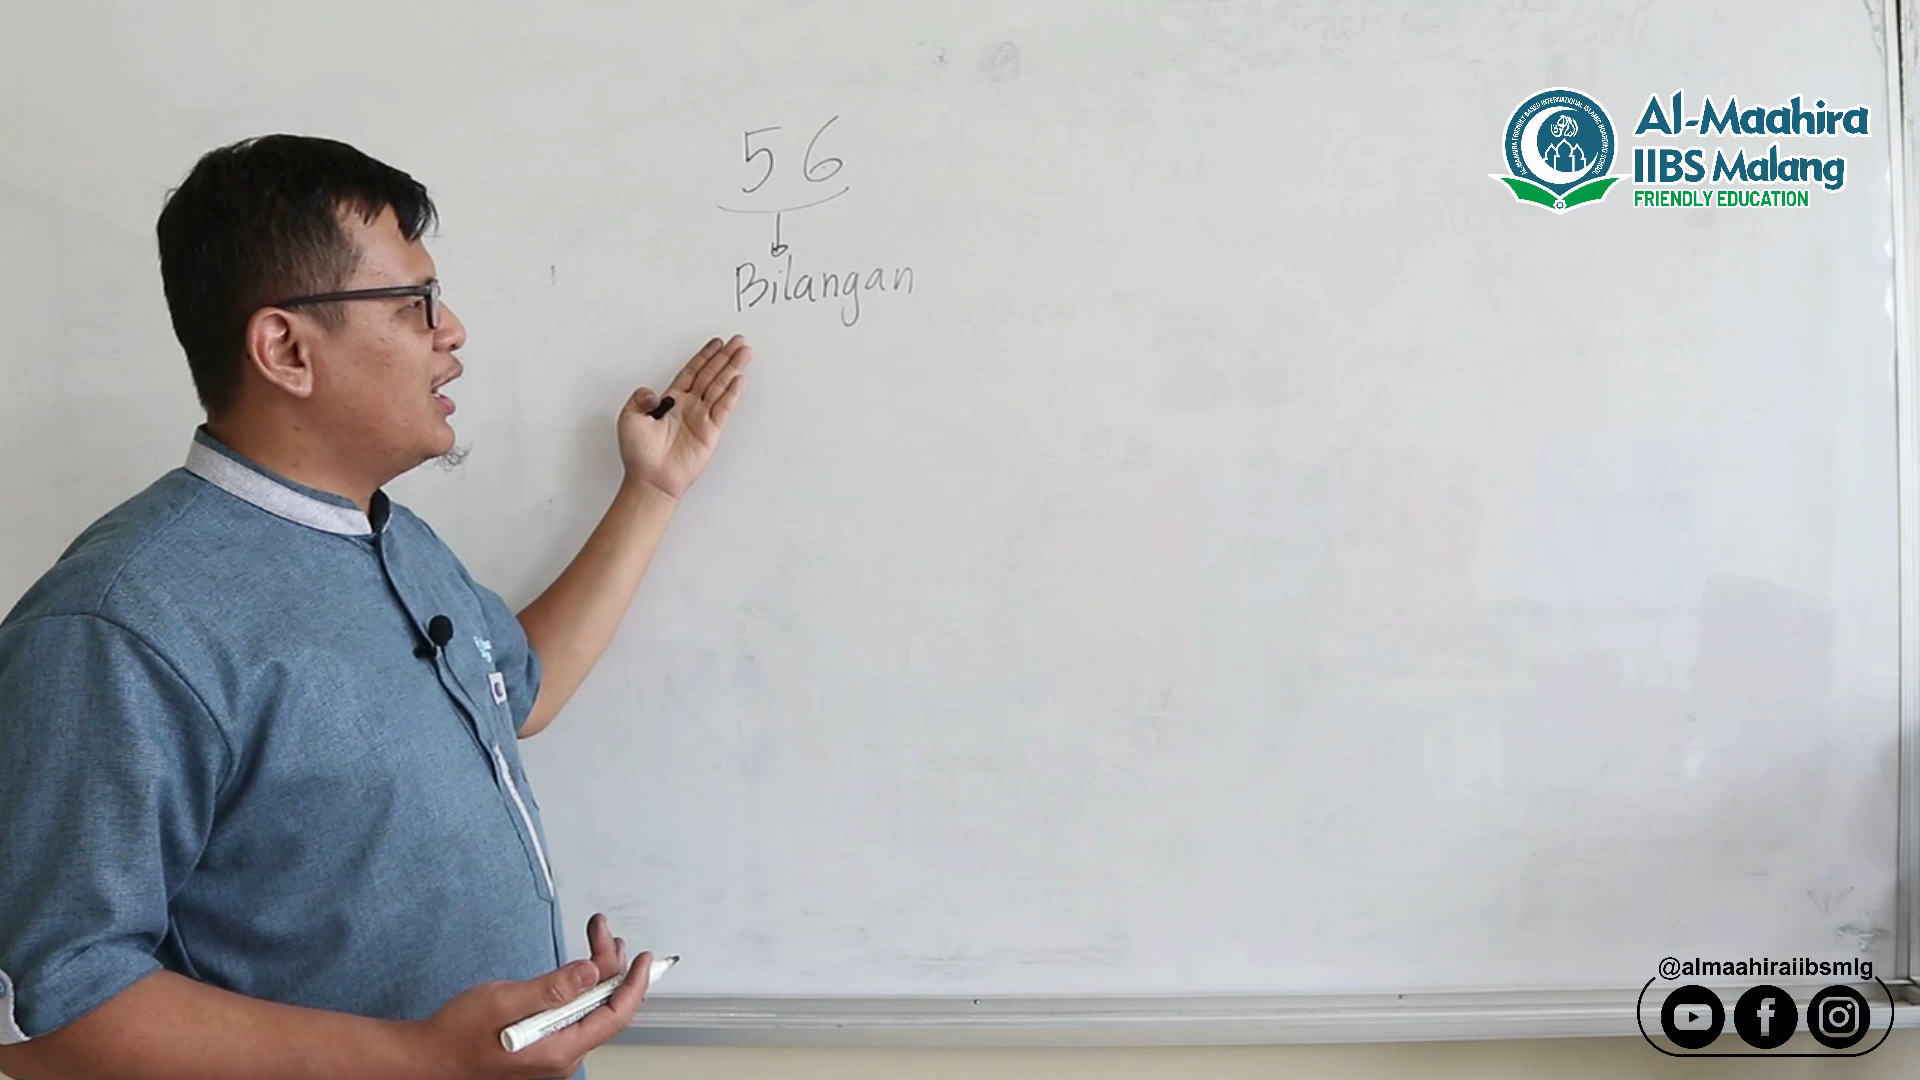 56
Bilangan
Al-Maahira
IIBS Malang
FRIENDLY EDUCATION
@almaahiraiibsmlg